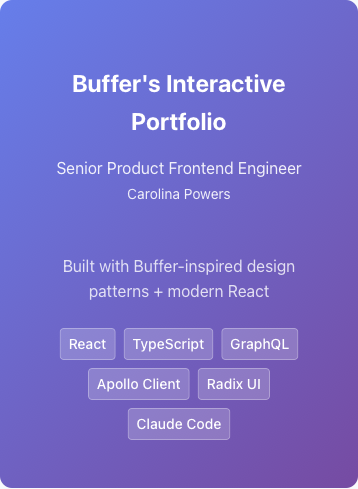 Buffer's Interactive
Portfolio
Senior Product Frontend Engineer
Carolina Powers
Built with Buffer-inspired design
patterns + modern React
React TypeScript GraphQL
Apollo Client Radix UI
Claude Code